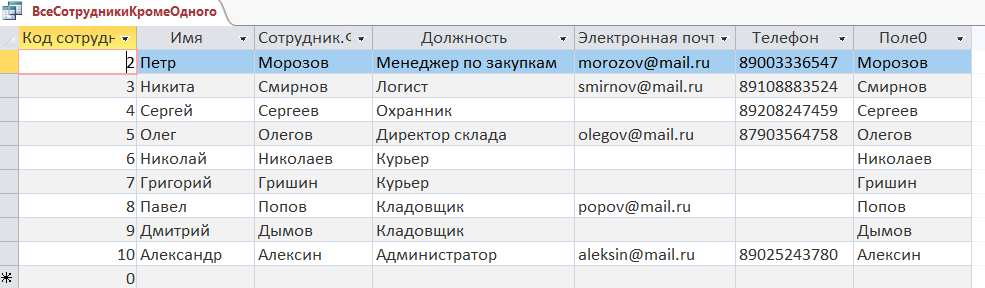 ВсеСотрудникиКромеОдного
Код сотрудн Имя Сотрудник.Ф Должность Электронная почт Телефон Поле0
2 Петр Морозов Менеджер по закупкам morozov@mail.ru 89003336547 Морозов
3 Никита Смирнов Логист smirnov@mail.ru 89108883524 Смирнов
4 Сергей Сергеев Охранник 89208247459 Сергеев
5 Олег Олегов Директор склада olegov@mail.ru 87903564758 Олегов
6 Николай Николаев Курьер Николаев
7 Григорий Гришин Курьер Гришин
8 Павел Попов Кладовщик popov@mail.ru Попов
9 Дмитрий Дымов Кладовщик Дымов
10 Александр Алексин Администратор aleksin@mail.ru 89025243780 Алексин
0